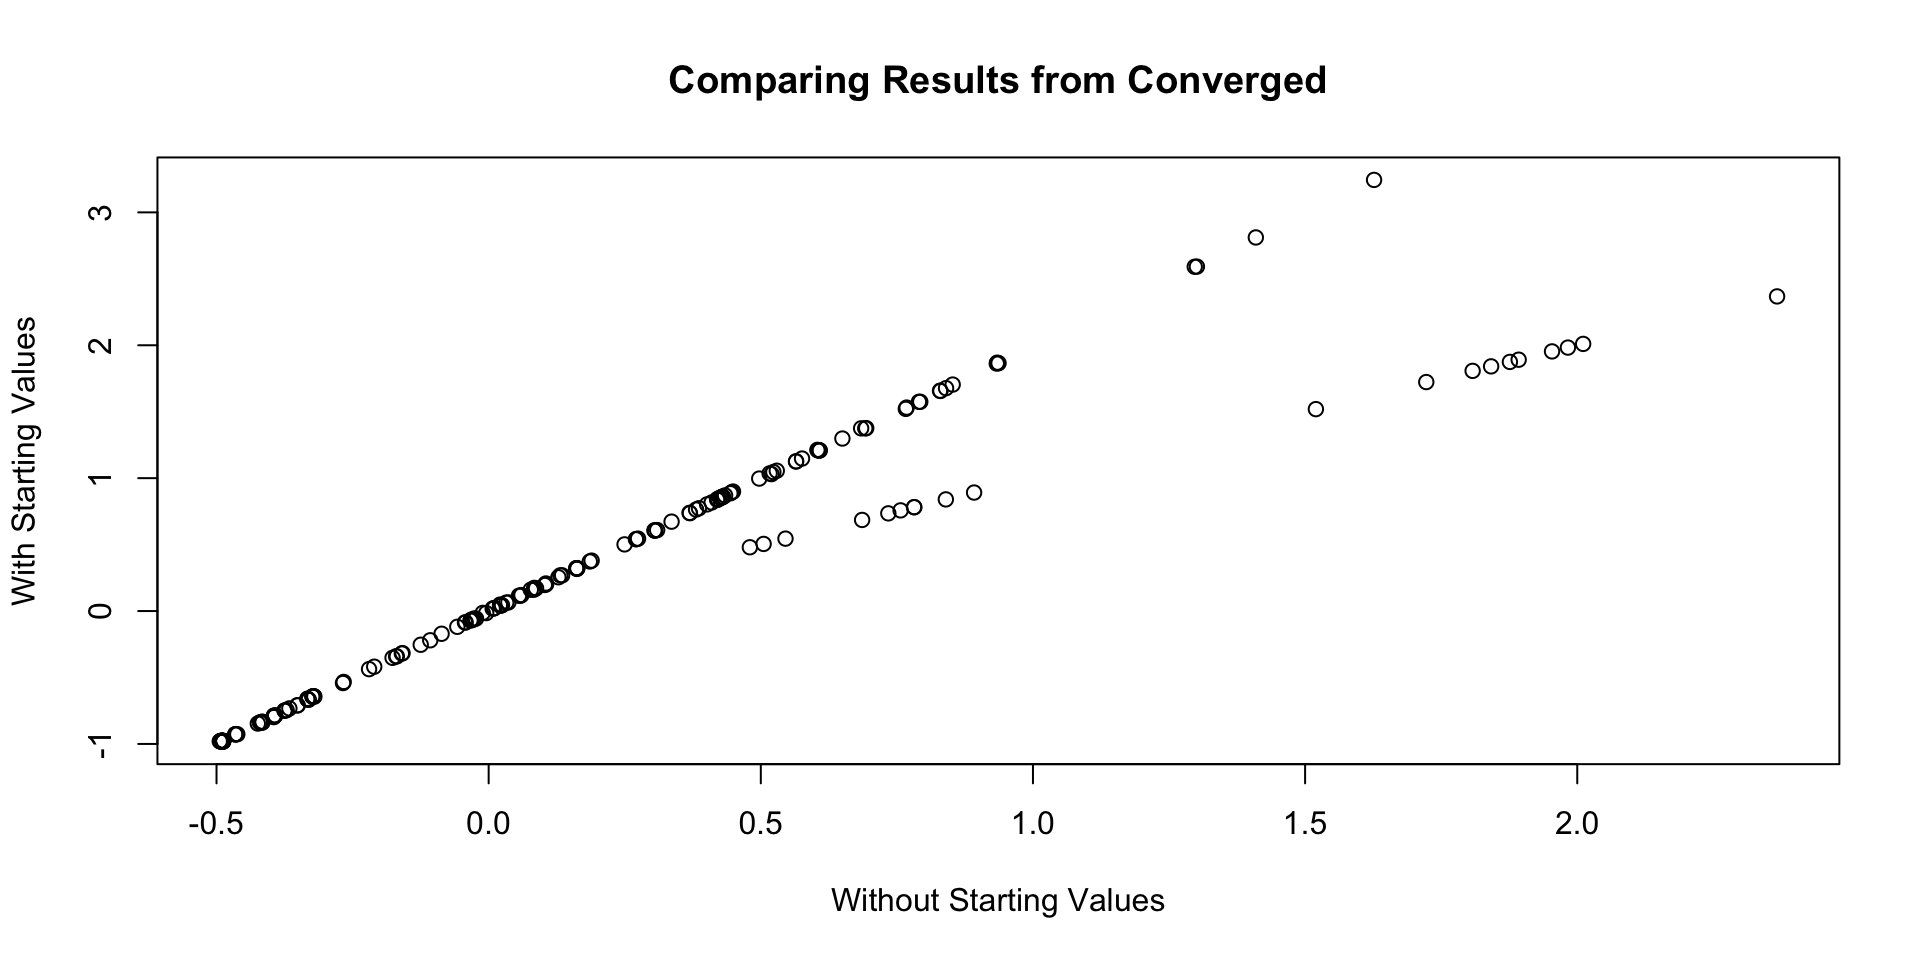 Comparing Results from Converged
With Starting Values
3
2
1
0
-1
-0.5 0.0 0.5 1.0 1.5 2.0
Without Starting Values